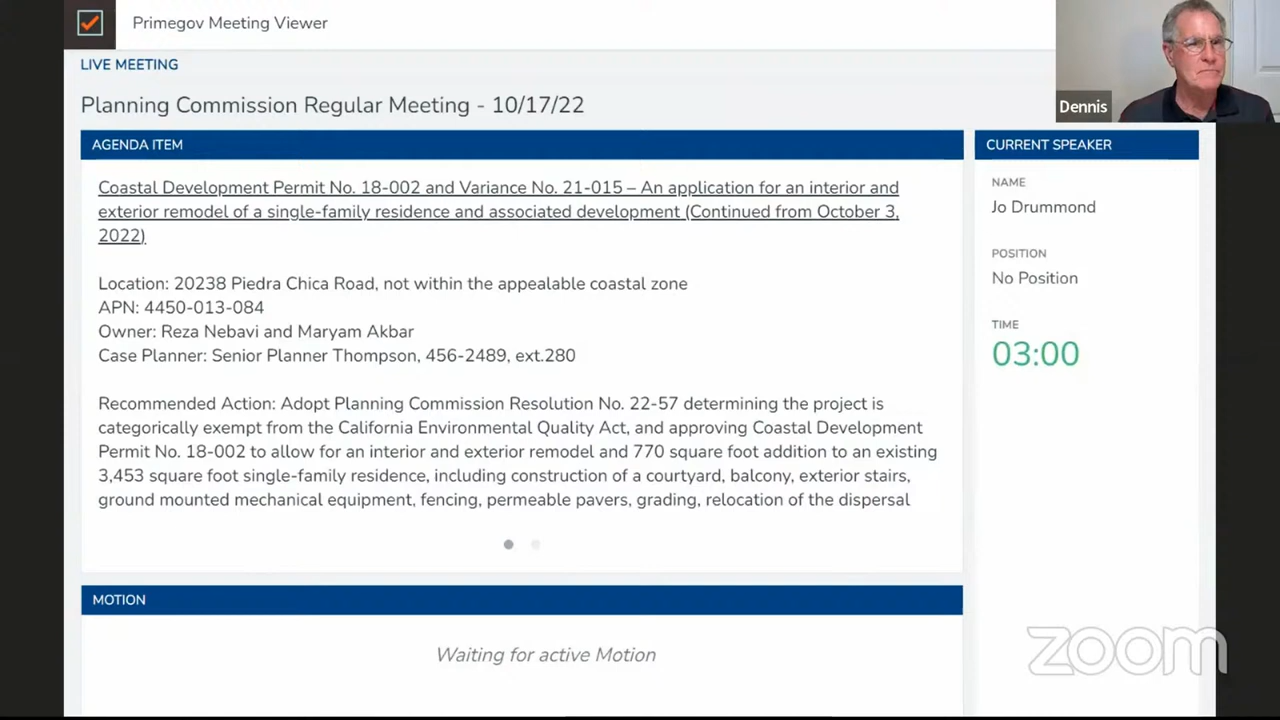 Primegov Meeting Viewer
Dennis
LIVE MEETING
Planning Commission Regular Meeting - 10/17/22
AGENDA ITEM
Coastal Development Permit No. 18-002 and Variance No. 21-015 – An application for an interior and
exterior remodel of a single-family residence and associated development (Continued from October 3,
2022)
Location: 20238 Piedra Chica Road, not within the appealable coastal zone
APN: 4450-013-084
Owner: Reza Nebavi and Maryam Akbar
Case Planner: Senior Planner Thompson, 456-2489, ext.280
Recommended Action: Adopt Planning Commission Resolution No. 22-57 determining the project is
categorically exempt from the California Environmental Quality Act, and approving Coastal Development
Permit No. 18-002 to allow for an interior and exterior remodel and 770 square foot addition to an existing
3,453 square foot single-family residence, including construction of a courtyard, balcony, exterior stairs,
ground mounted mechanical equipment, fencing, permeable pavers, grading, relocation of the dispersal
CURRENT SPEAKER
NAME
Jo Drummond
POSITION
No Position
TIME
03:00
MOTION
Waiting for active Motion
zoom